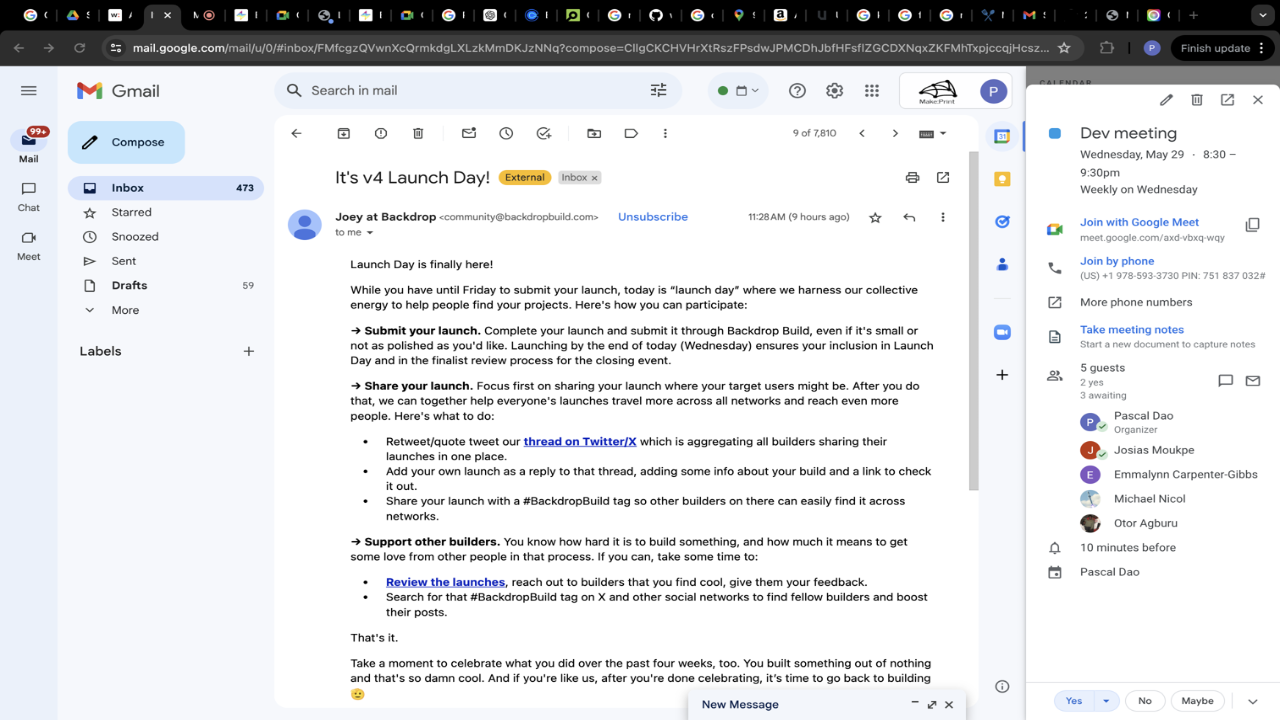 mail.google.com/mail/u/0/#inbox/FMfcgzQVwnXcQrmkdgLXLzkMmDKJzNNq?compose=CllgCKCHVHrXtRszFPsdwJPMCDhJbfHFsflZGCDXNqxZKFMhTxpjccqjHcsz...
P
Finish update
Gmail
Search in mail
Make:Print
P
CALENDAR
99+
Mail
Chat
Meet
Compose
Inbox 473
Starred
Snoozed
Sent
Drafts 59
More
Labels
9 of 7,810
It's v4 Launch Day! External Inbox ×
Joey at Backdrop <community@backdropbuild.com> Unsubscribe 11:28AM (9 hours ago)
to me
Launch Day is finally here!
While you have until Friday to submit your launch, today is “launch day” where we harness our collective
energy to help people find your projects. Here's how you can participate:
→ Submit your launch. Complete your launch and submit it through Backdrop Build, even if it's small or
not as polished as you'd like. Launching by the end of today (Wednesday) ensures your inclusion in Launch
Day and in the finalist review process for the closing event.
→ Share your launch. Focus first on sharing your launch where your target users might be. After you do
that, we can together help everyone's launches travel more across all networks and reach even more
people. Here's what to do:
• Retweet/quote tweet our thread on Twitter/X which is aggregating all builders sharing their
launches in one place.
• Add your own launch as a reply to that thread, adding some info about your build and a link to check
it out.
• Share your launch with a #BackdropBuild tag so other builders on there can easily find it across
networks.
→ Support other builders. You know how hard it is to build something, and how much it means to get
some love from other people in that process. If you can, take some time to:
• Review the launches, reach out to builders that you find cool, give them your feedback.
• Search for that #BackdropBuild tag on X and other social networks to find fellow builders and boost
their posts.
That's it.
Take a moment to celebrate what you did over the past four weeks, too. You built something out of nothing
and that's so damn cool. And if you're like us, after you're done celebrating, it’s time to go back to building
New Message
31
Dev meeting
Wednesday, May 29 · 8:30 –
9:30pm
Weekly on Wednesday
Join with Google Meet
meet.google.com/axd-vbxq-wqy
Join by phone
(US) +1 978-593-3730 PIN: 751 837 032#
More phone numbers
Take meeting notes
Start a new document to capture notes
5 guests
2 yes
3 awaiting
P Pascal Dao
Organizer
J Josias Moukpe
E Emmalynn Carpenter-Gibbs
Michael Nicol
Otor Agburu
10 minutes before
Pascal Dao
Yes No Maybe